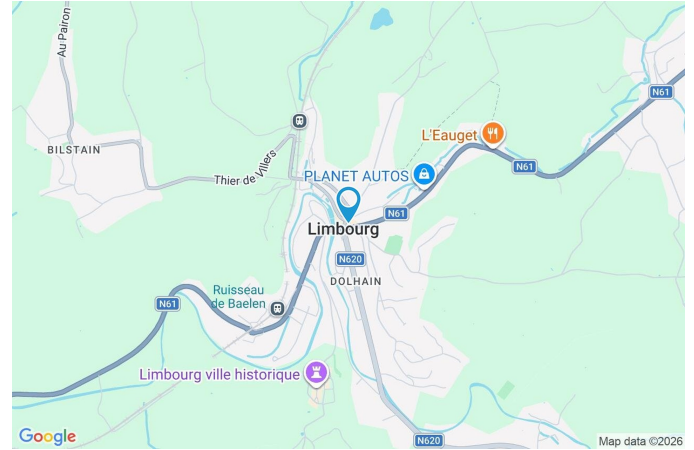 Au Pairon
N61
L'Eauget
BILSTAIN
Thier de Villers
PLANET AUTOS
N61
N61
Limbourg
N620
DOLHAIN
Ruisseau
de Baelen
N61
Limbourg ville historique
N620
Google
Map data ©2026